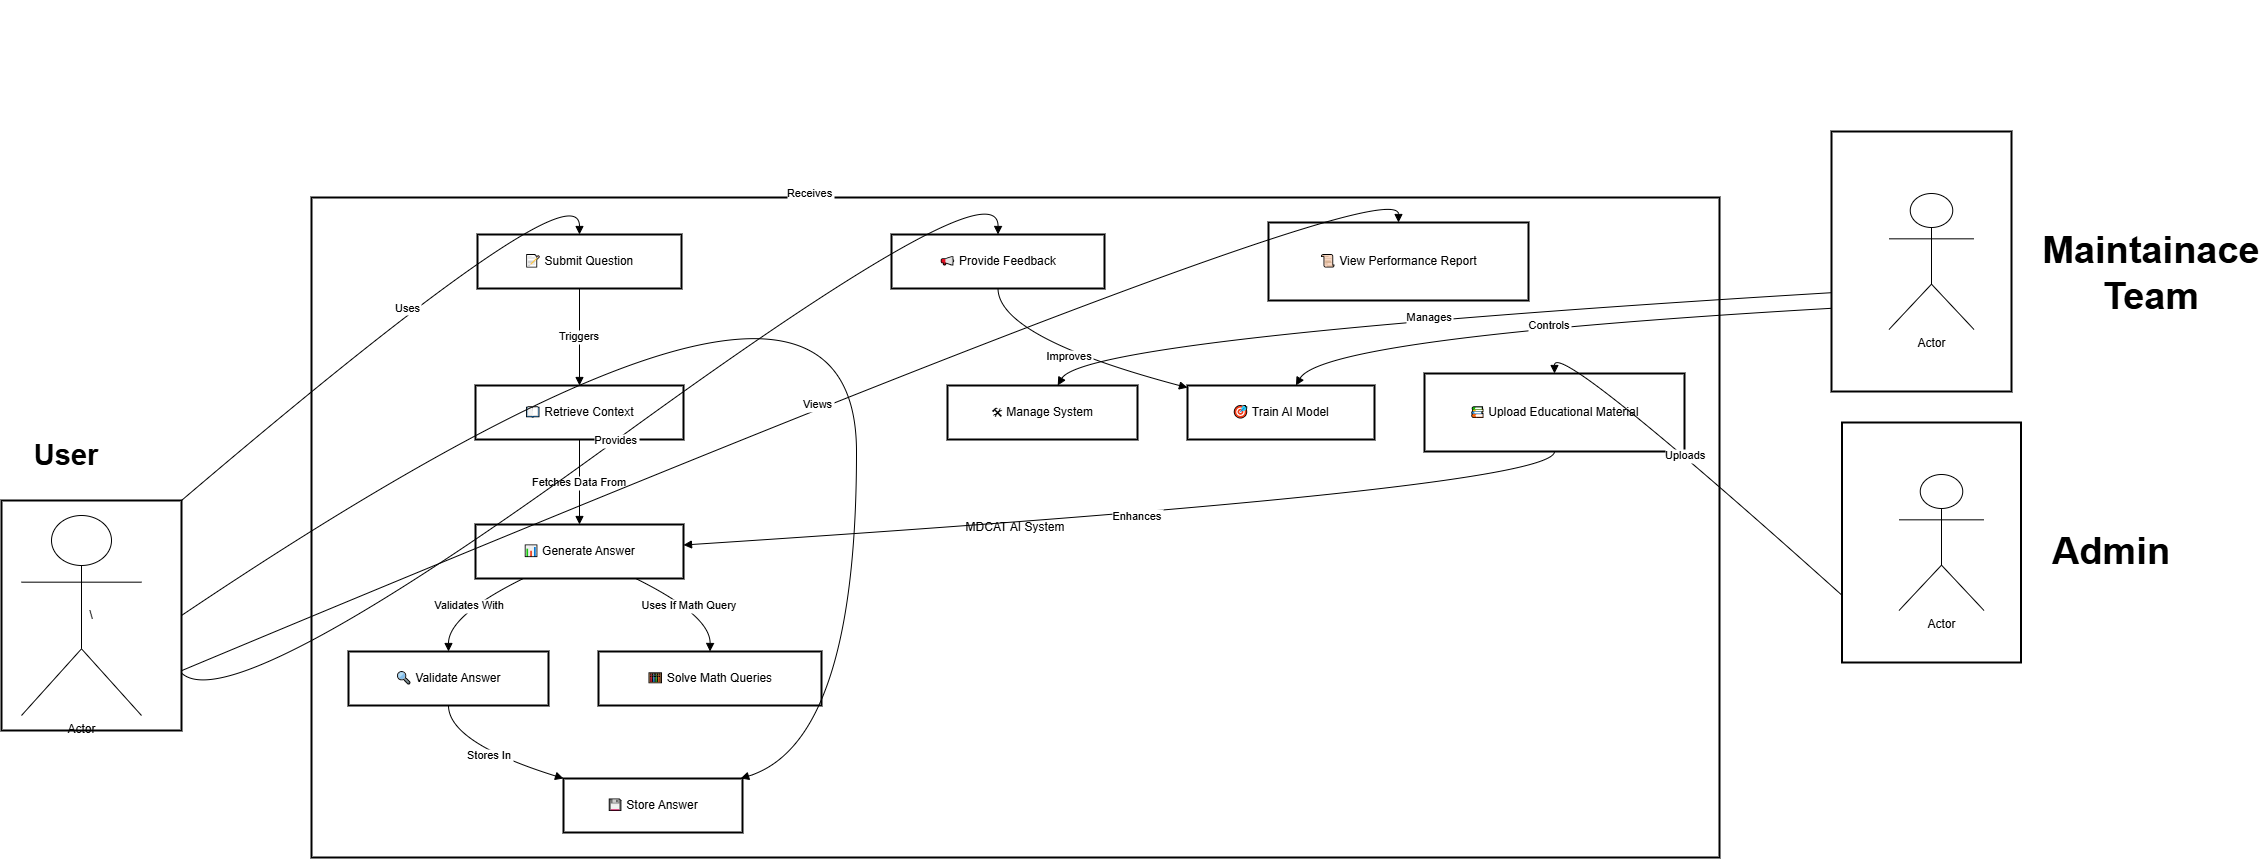 Receives
📝 Submit Question
📢 Provide Feedback
📜 View Performance Report
Maintainace
Team
Uses
Manages
Controls
Triggers
Actor
Improves
Views
📖 Retrieve Context
🛠 Manage System
🎯 Train AI Model
📚 Upload Educational Material
Provides
User
Uploads
Fetches Data From
Enhances
MDCAT AI System
📊 Generate Answer
Admin
Validates With
Uses If Math Query
\
Actor
🔍 Validate Answer
🧮 Solve Math Queries
Actor
Stores In
💾 Store Answer